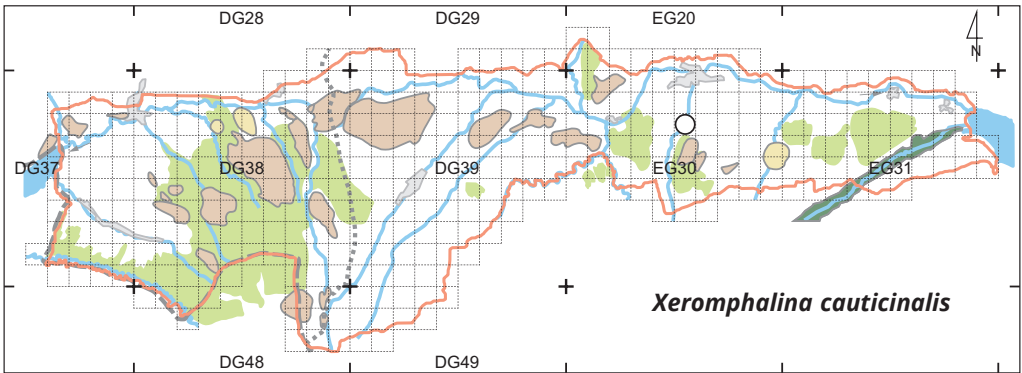 DG28 DG29 EG20
N
DG37 DG38 DG39 EG30 EG31
Xeromphalina cauticinalis
DG48 DG49